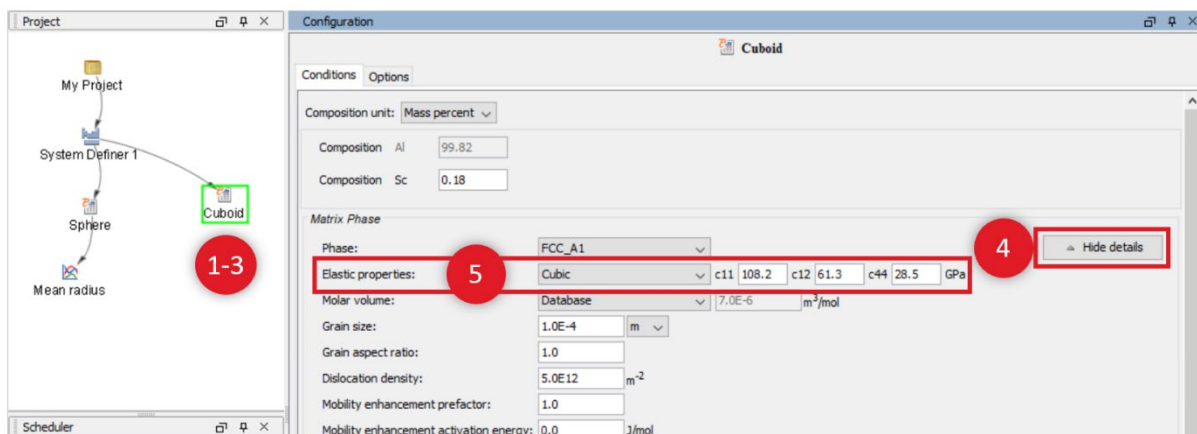 Project
My Project
System Definer 1
Cuboid
Sphere
1-3
Mean radius
Scheduler
Configuration
Cuboid
Conditions Options
Composition unit: Mass percent
Composition Al 99.82
Composition Sc 0.18
Matrix Phase
Phase: FCC_A1
4 Hide details
Elastic properties: 5 Cubic c11 108.2 c12 61.3 c44 28.5 GPa
Molar volume: Database 7.0E-6 m³/mol
Grain size: 1.0E-4 m
Grain aspect ratio: 1.0
Dislocation density: 5.0E12 m⁻²
Mobility enhancement prefactor: 1.0
Mobility enhancement activation energy: 0.0 J/mol